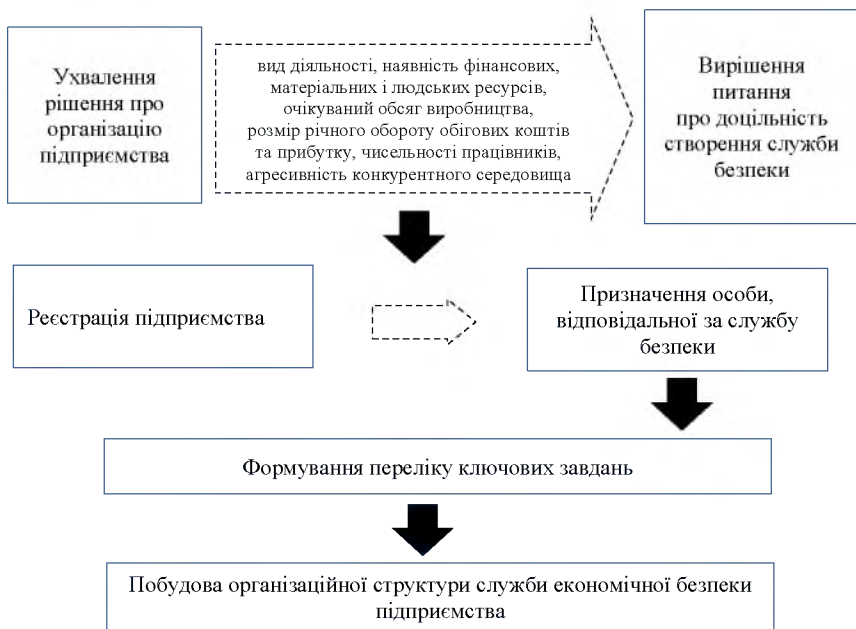 Ухвалення
рішення про
організацію
підприємства
вид діяльності, наявність фінансових,
матеріальних і людських ресурсів,
очікуваний обсяг виробництва,
розмір річного обороту обігових коштів
та прибутку, чисельності працівників,
агресивність конкурентного середовища
Вирішення
питання
про доцільність
створення служби
безпеки
Реєстрація підприємства
Призначення особи,
відповідальної за службу
безпеки
Формування переліку ключових завдань
Побудова організаційної структури служби економічної безпеки
підприємства